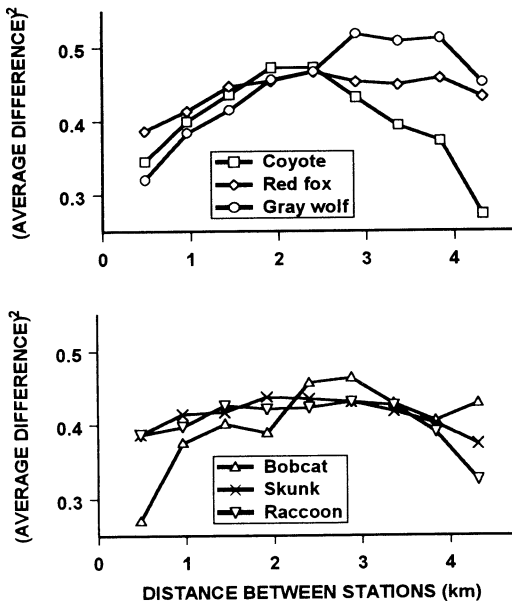 (AVERAGE DIFFERENCE)²
0.5
0.4
0.3
Coyote
Red fox
Gray wolf
0 1 2 3 4
(AVERAGE DIFFERENCE)²
0.5
0.4
0.3
Bobcat
Skunk
Raccoon
0 1 2 3 4
DISTANCE BETWEEN STATIONS (km)